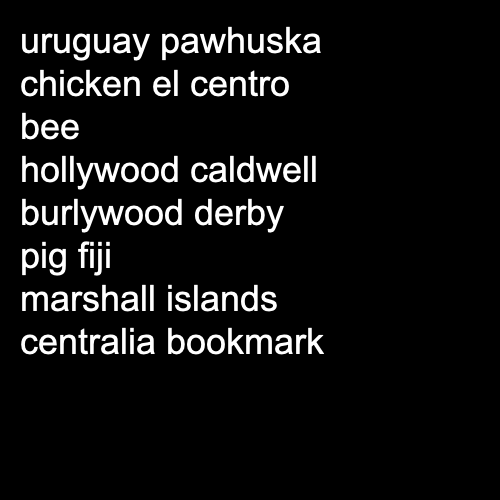 uruguay pawhuska
chicken el centro
bee
hollywood caldwell
burlywood derby
pig fiji
marshall islands
centralia bookmark